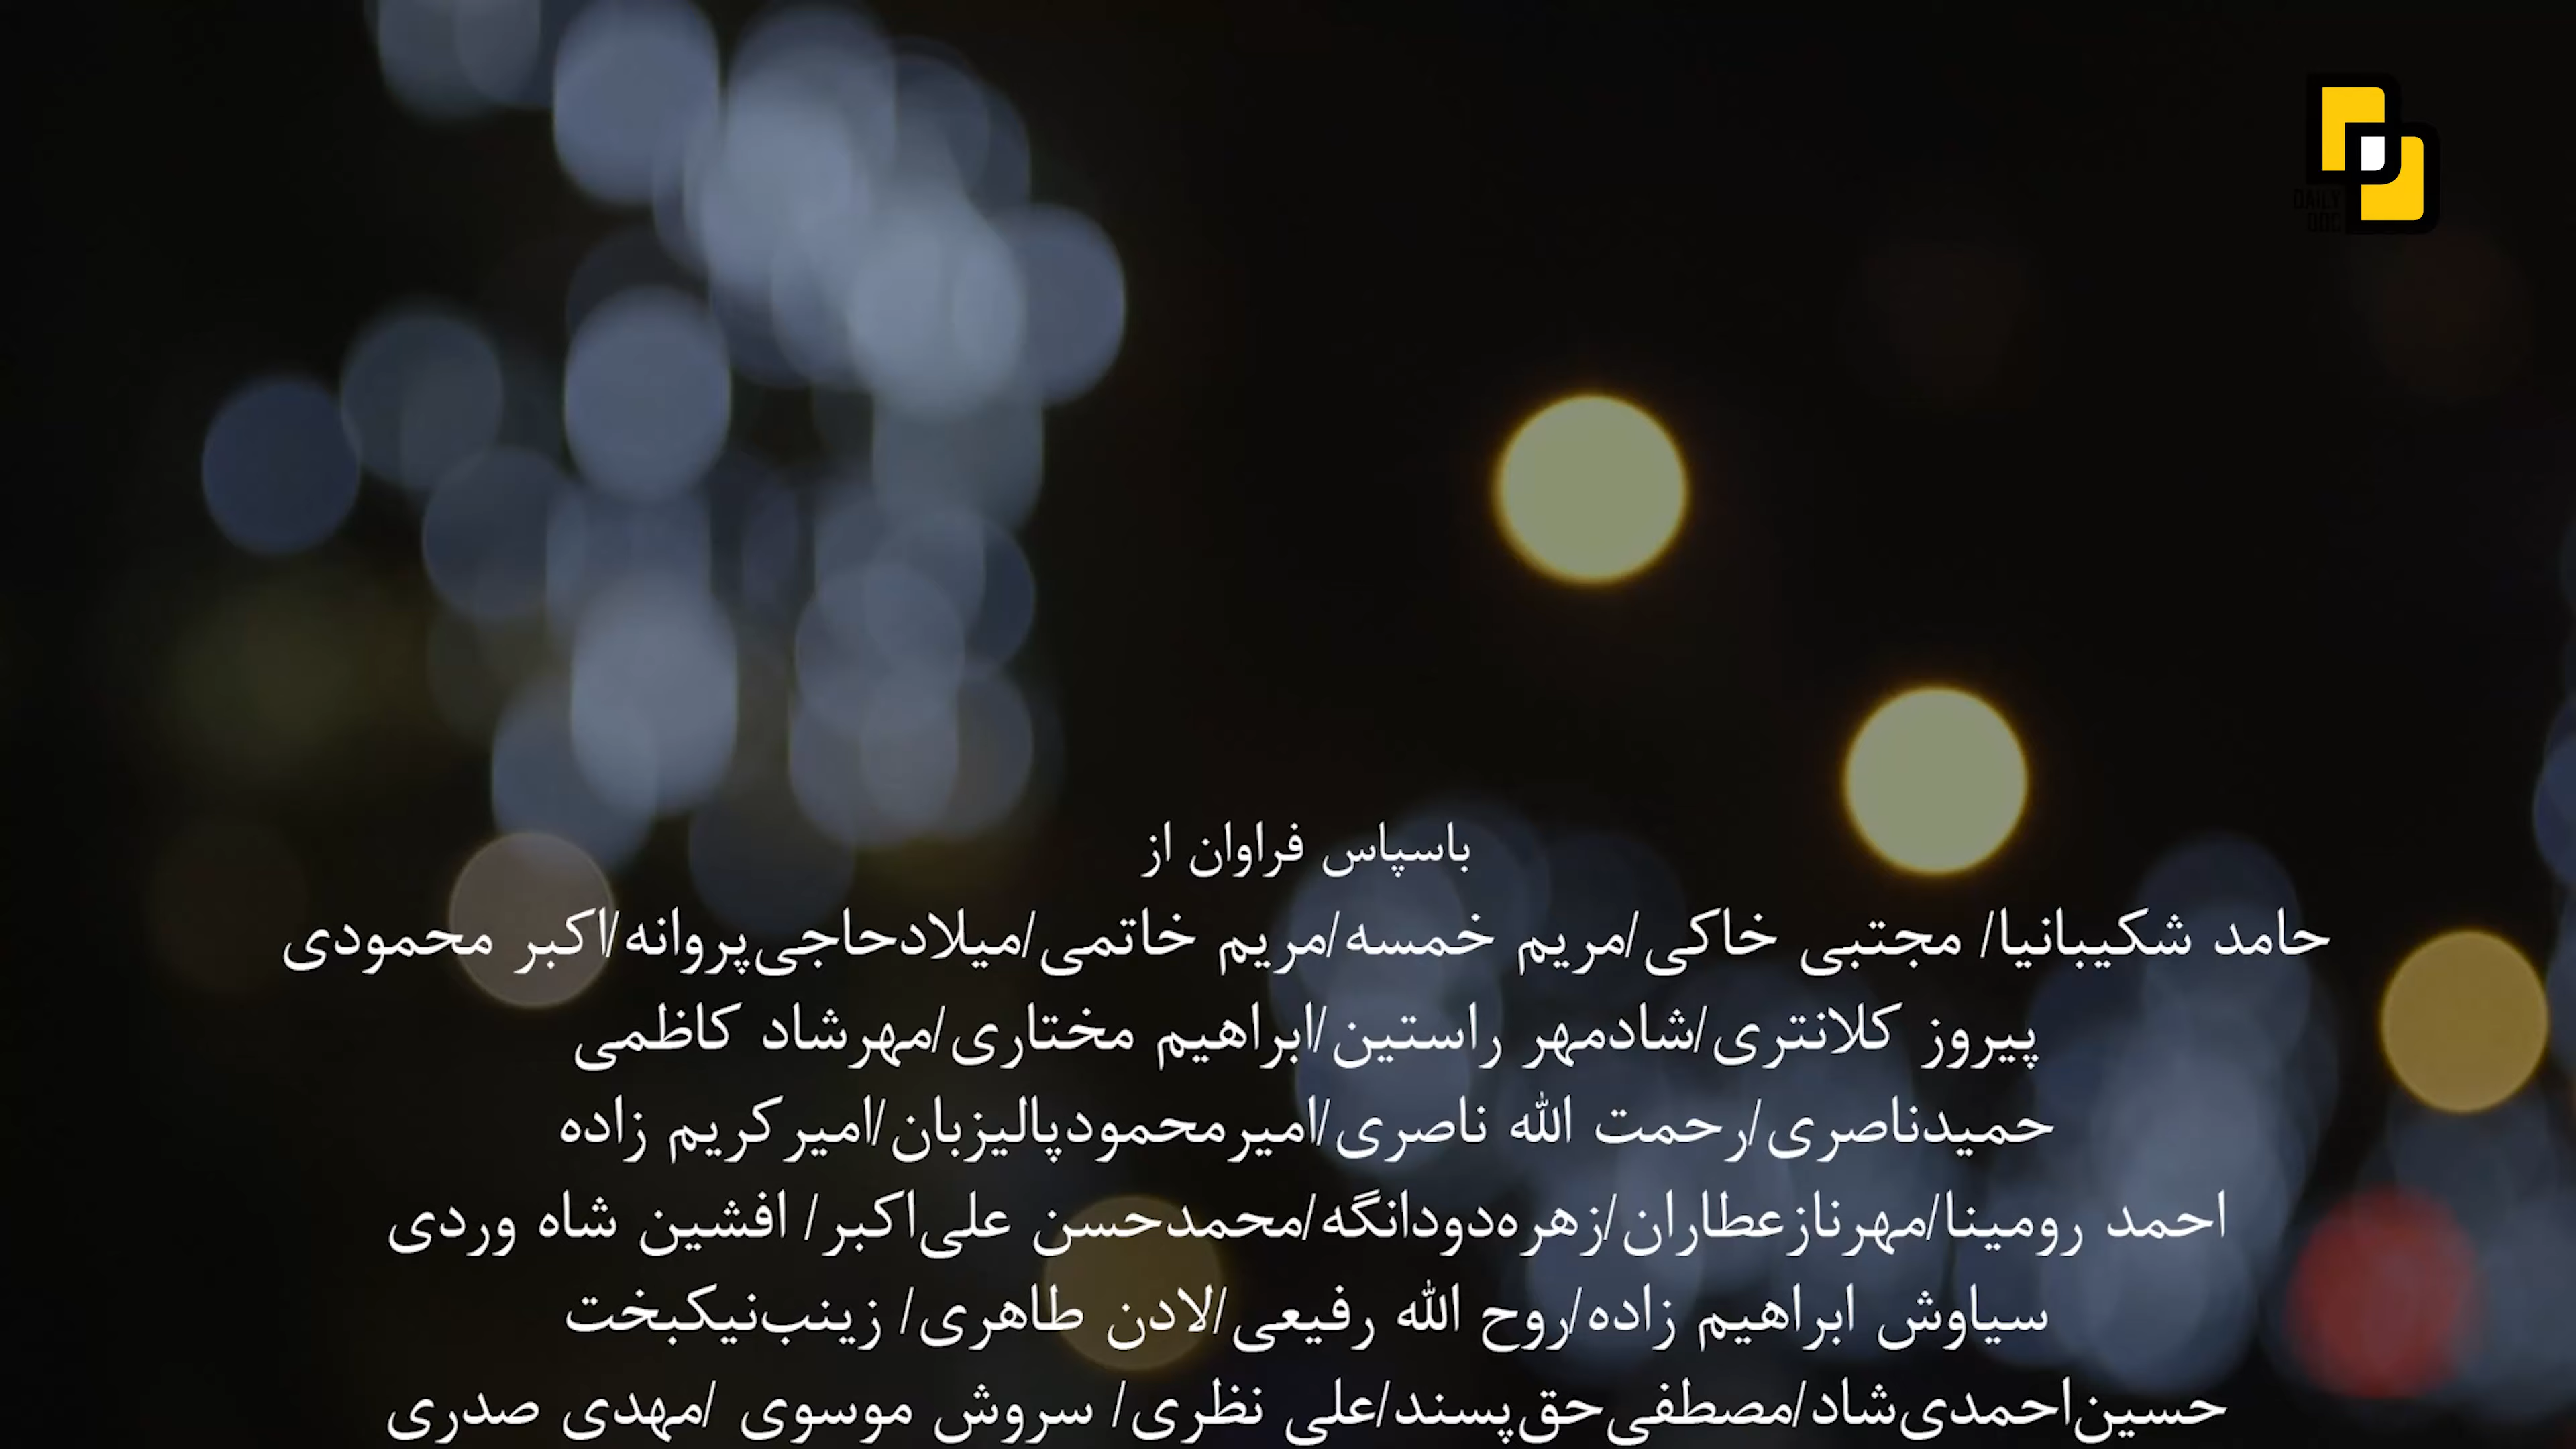 DAILY
DOC
باسپاس فراوان از
حامد شکیبانیا/ مجتبی خاکی/مریم خمسه/مریم خاتمی/میلادحاجی‌پروانه/اکبر محمودی
پیروز کلانتری/شادمهر راستین/ابراهیم مختاری/مهرشاد کاظمی
حمیدناصری/رحمت الله ناصری/امیرمحمودپالیزبان/امیرکریم زاده
احمد رومینا/مهرنازعطاران/زهره‌دودانگه/محمدحسن علی‌اکبر/ افشین شاه وردی
سیاوش ابراهیم زاده/روح الله رفیعی/لادن طاهری/ زینب‌نیکبخت
حسین‌احمدی‌شاد/مصطفی‌حق‌پسند/علی نظری/ سروش موسوی /مهدی صدری